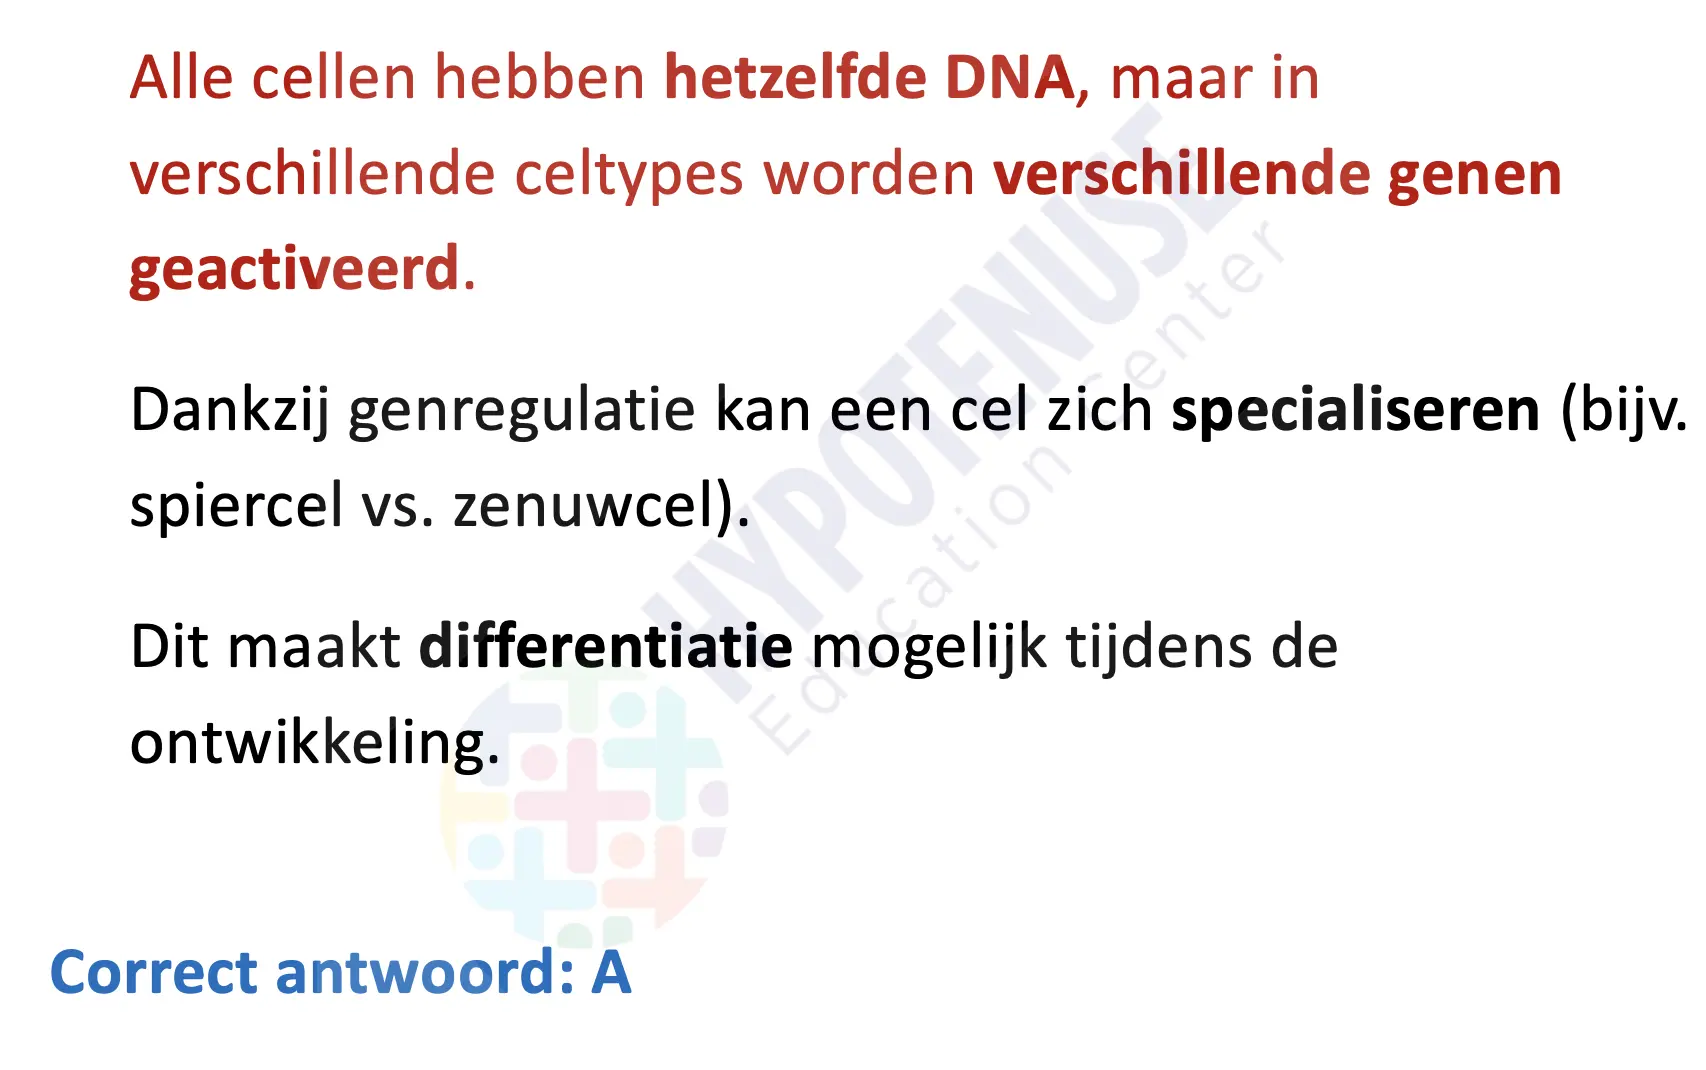 Alle cellen hebben hetzelfde DNA, maar in
verschillende celtypes worden verschillende genen
geactiveerd.
Dankzij genregulatie kan een cel zich specialiseren (bijv.
spiercel vs. zenuwcel).
Dit maakt differentiatie mogelijk tijdens de
ontwikkeling.
Correct antwoord: A
HYPOTENUSE
Education Center